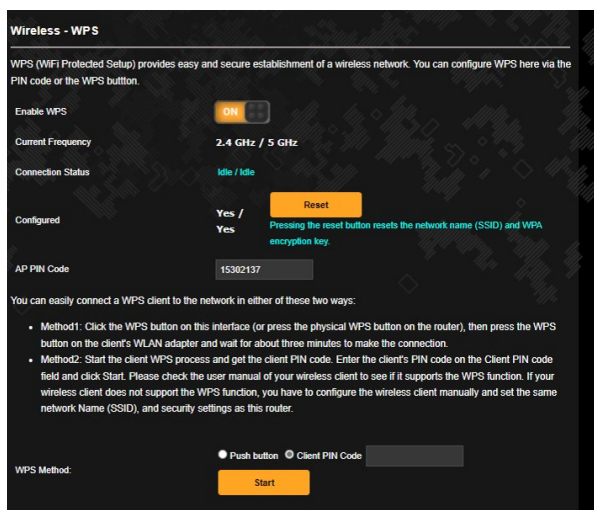 Wireless - WPS
WPS (WiFi Protected Setup) provides easy and secure establishment of a wireless network. You can configure WPS here via the
PIN code or the WPS buttton.
Enable WPS
ON
Current Frequency
2.4 GHz / 5 GHz
Connection Status
Idle / Idle
Configured
Yes /
Yes
Reset
Pressing the reset button resets the network name (SSID) and WPA
encryption key.
AP PIN Code
15302137
You can easily connect a WPS client to the network in either of these two ways:
• Method1: Click the WPS button on this interface (or press the physical WPS button on the router), then press the WPS
button on the client's WLAN adapter and wait for about three minutes to make the connection.
• Method2: Start the client WPS process and get the client PIN code. Enter the client's PIN code on the Client PIN code
field and click Start. Please check the user manual of your wireless client to see if it supports the WPS function. If your
wireless client does not support the WPS function, you have to configure the wireless client manually and set the same
network Name (SSID), and security settings as this router.
WPS Method:
Push button Client PIN Code
Start